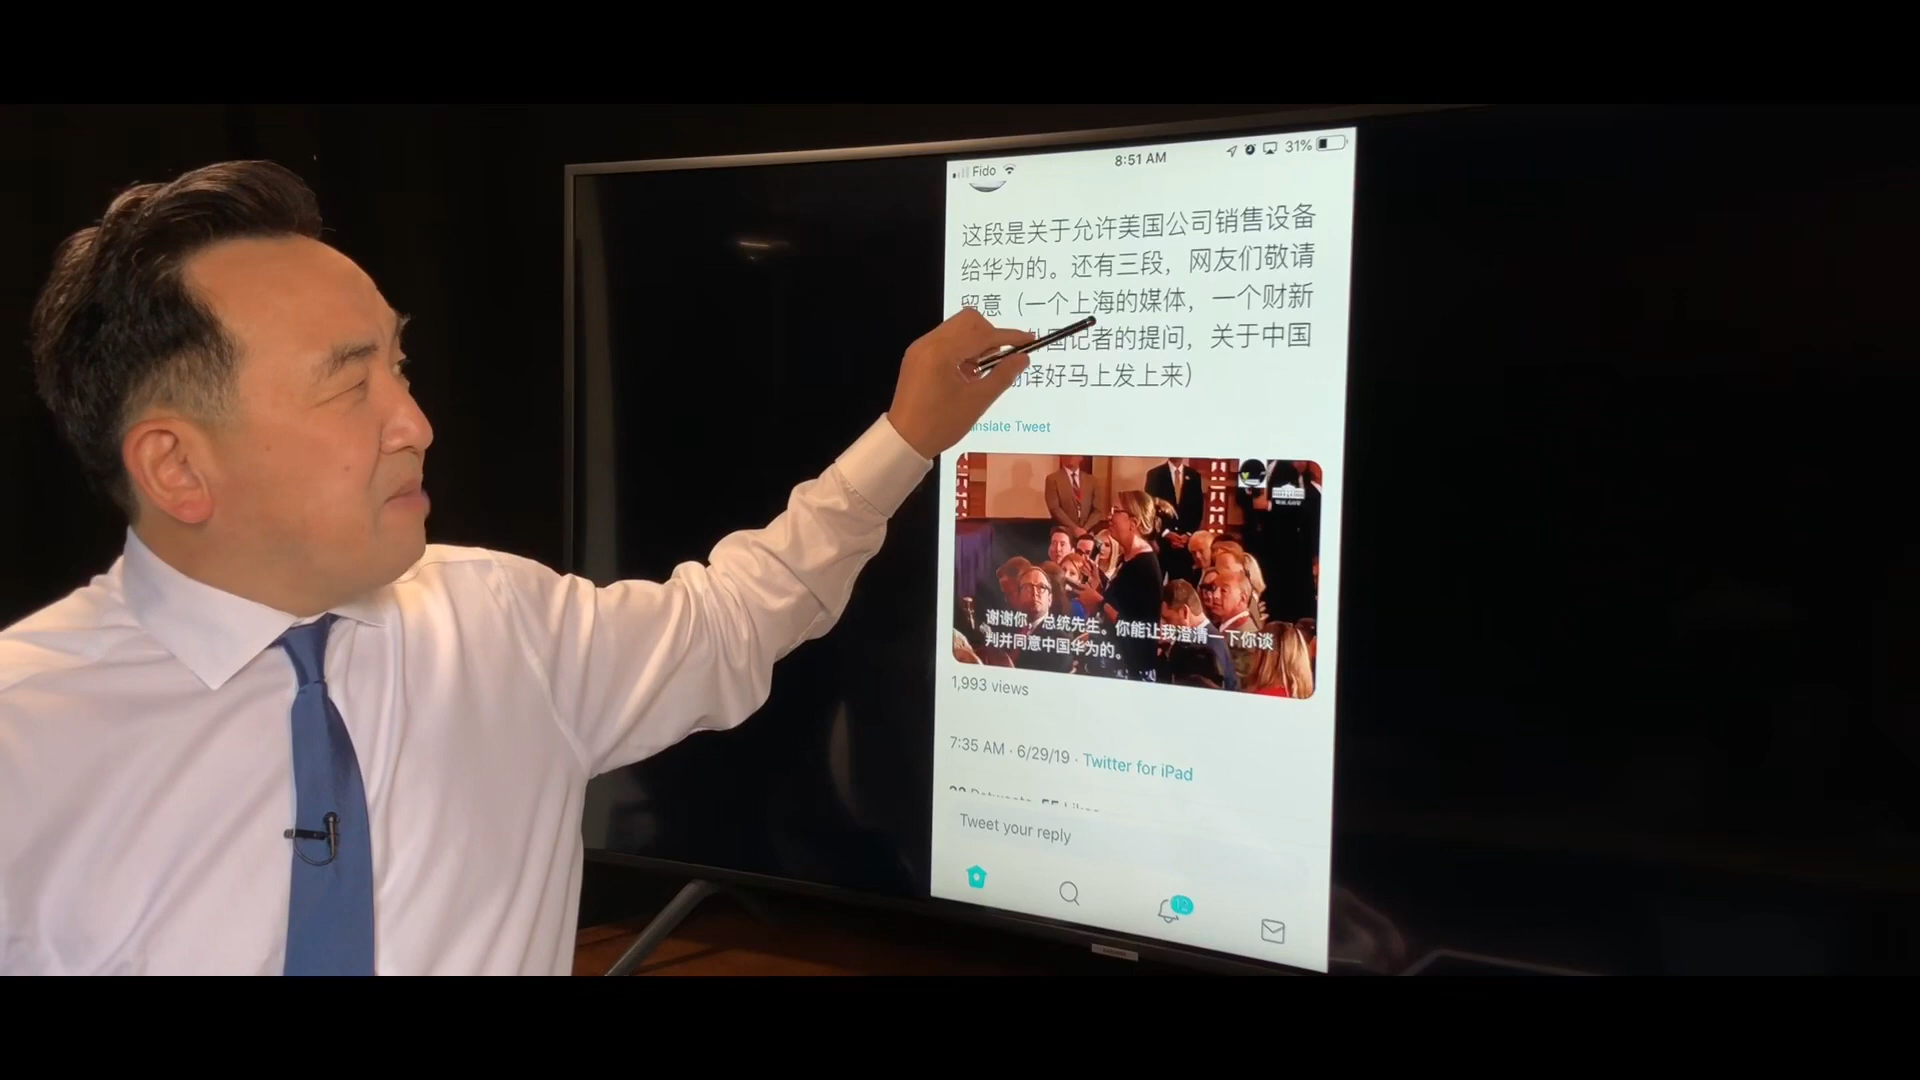 Fido
8:51 AM
31%
这段是关于允许美国公司销售设备
给华为的。还有三段，网友们敬请
留意（一个上海的媒体，一个财新
外国记者的提问，关于中国
翻译好马上发上来）
Translate Tweet
谢谢你，总统先生。你能让我澄清一下你谈
判并同意中国华为的。
1,993 views
7:35 AM · 6/29/19 · Twitter for iPad
Tweet your reply
12